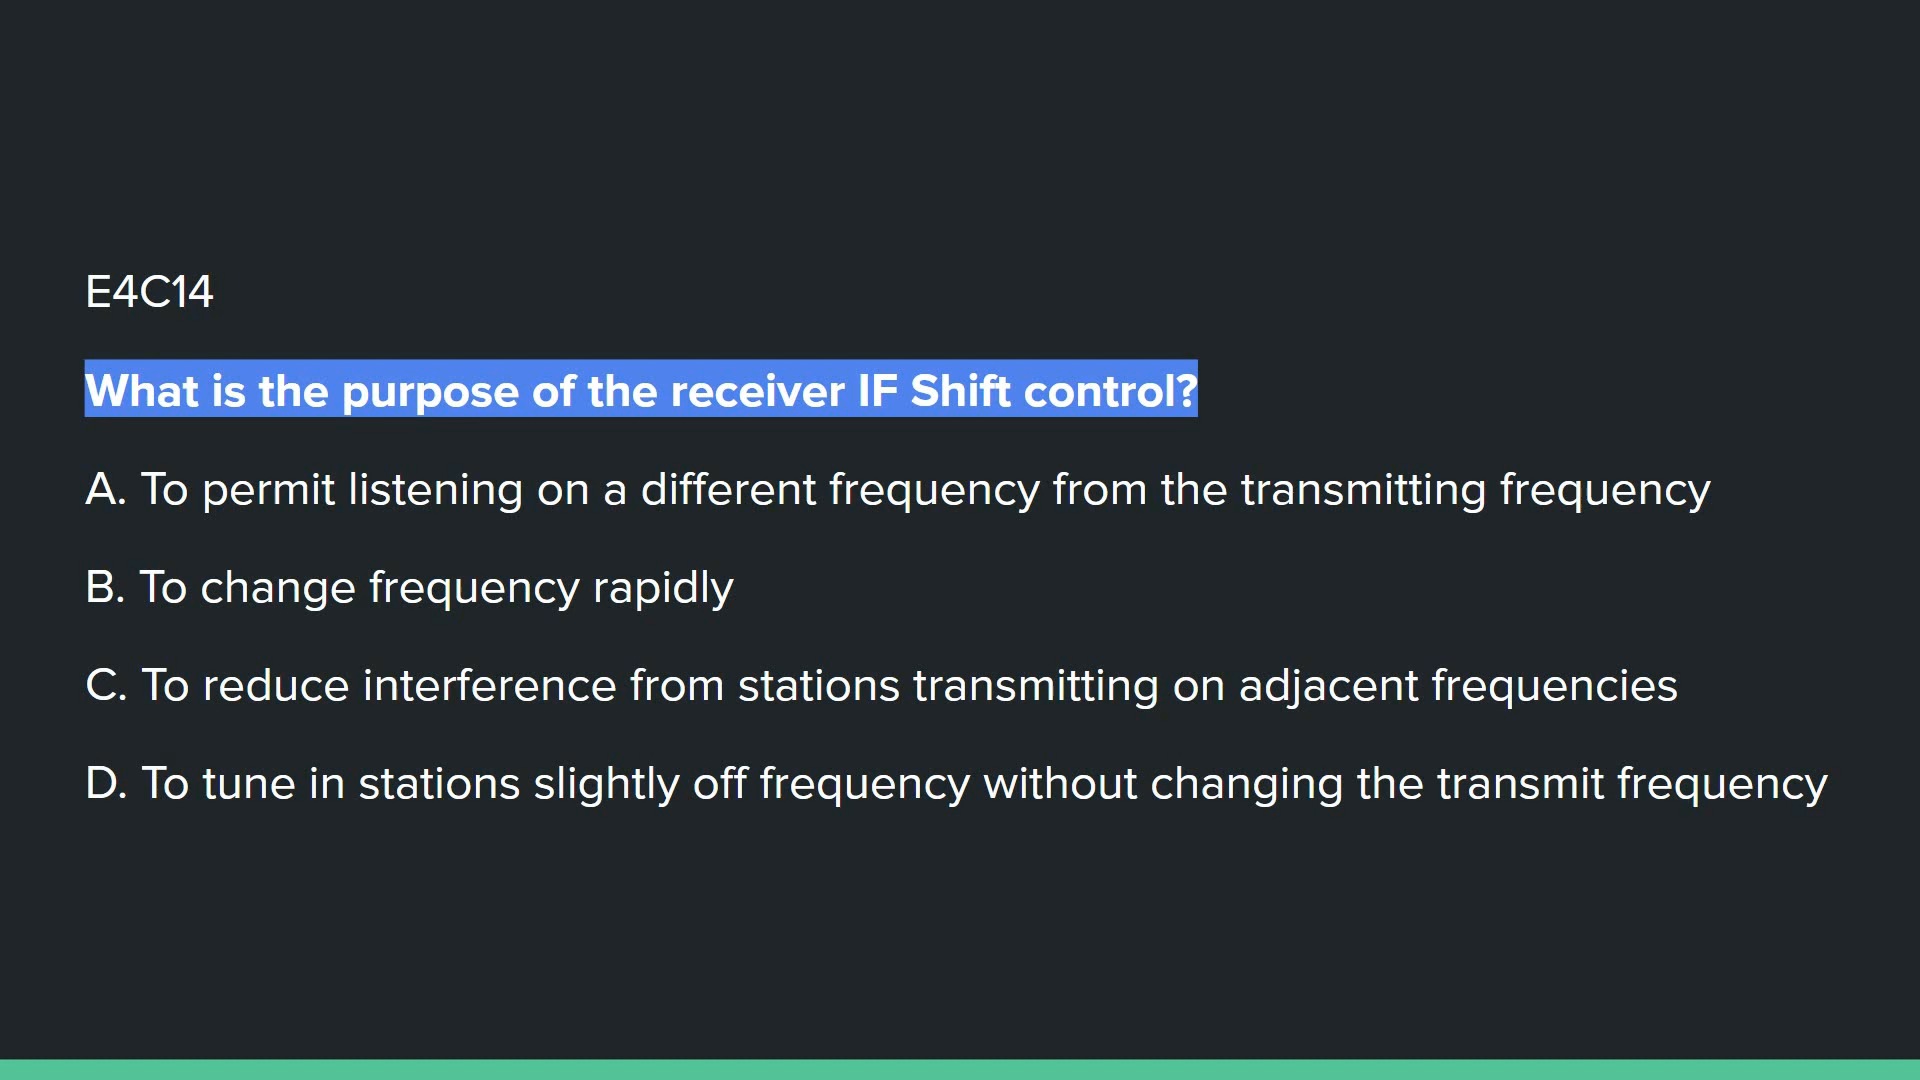 E4C14
What is the purpose of the receiver IF Shift control?
A. To permit listening on a different frequency from the transmitting frequency
B. To change frequency rapidly
C. To reduce interference from stations transmitting on adjacent frequencies
D. To tune in stations slightly off frequency without changing the transmit frequency